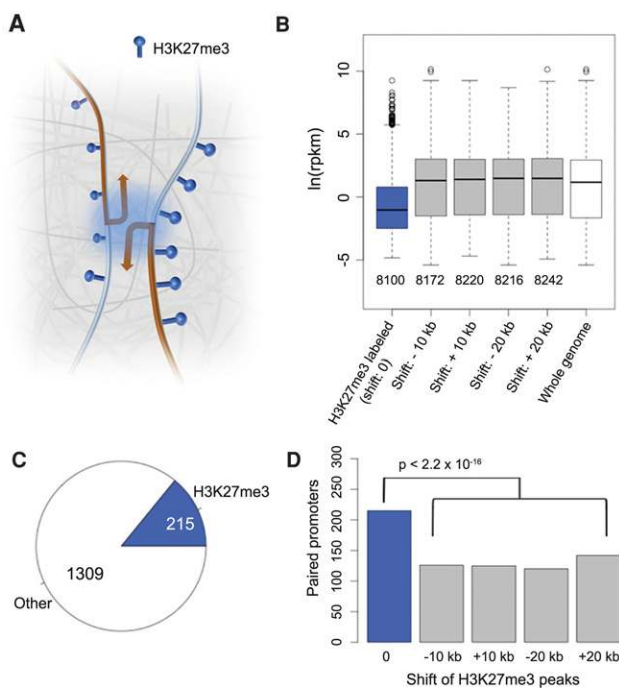 A
H3K27me3
B
ln(rpkm)
10
5
0
-5
8100 8172 8220 8216 8242
H3K27me3 labeled
(shift: 0)
Shift: - 10 kb
Shift: + 10 kb
Shift: - 20 kb
Shift: + 20 kb
Whole genome
C
H3K27me3
215
1309
Other
D
p < 2.2 x 10-16
Paired promoters
300
250
200
150
100
50
0
0 -10 kb +10 kb -20 kb +20 kb
Shift of H3K27me3 peaks